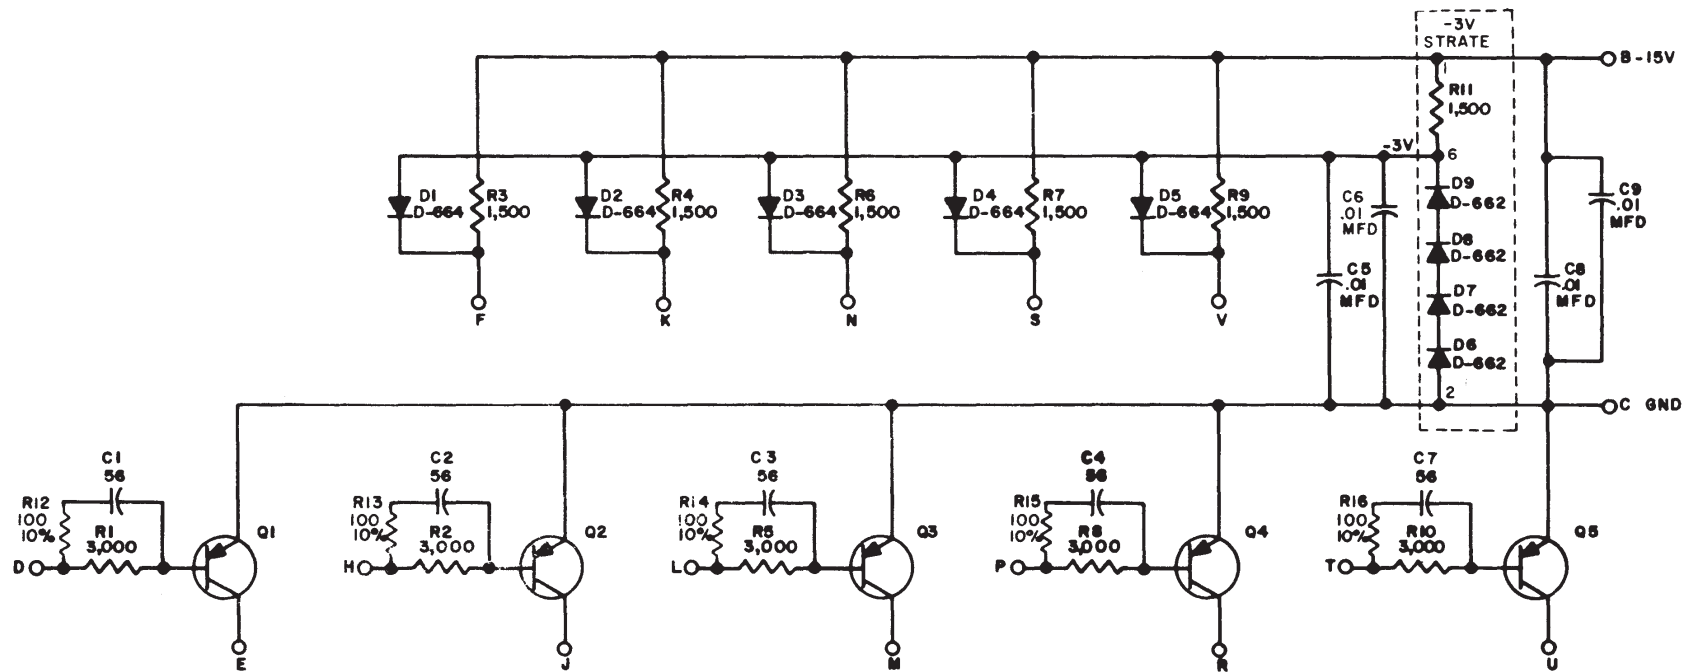 -3V
STRATE
B -15V
1
R11
1,500
-3V
6
D1
D-664
R3
1,500
D2
D-664
R4
1,500
D3
D-664
R6
1,500
D4
D-664
R7
1,500
D5
D-664
R9
1,500
C6
.01
MFD
D9
D-662
C9
.01
MFD
D8
D-662
C5
.01
MFD
C8
.01
MFD
D7
D-662
D6
D-662
F
K
N
S
V
2
C GND
C1
56
R12
100
10%
R1
3,000
Q1
D
E
C2
56
R13
100
10%
R2
3,000
Q2
H
J
C3
56
R14
100
10%
R5
3,000
Q3
L
M
C4
56
R15
100
10%
R8
3,000
Q4
P
R
C7
56
R16
100
10%
R10
3,000
Q5
T
U